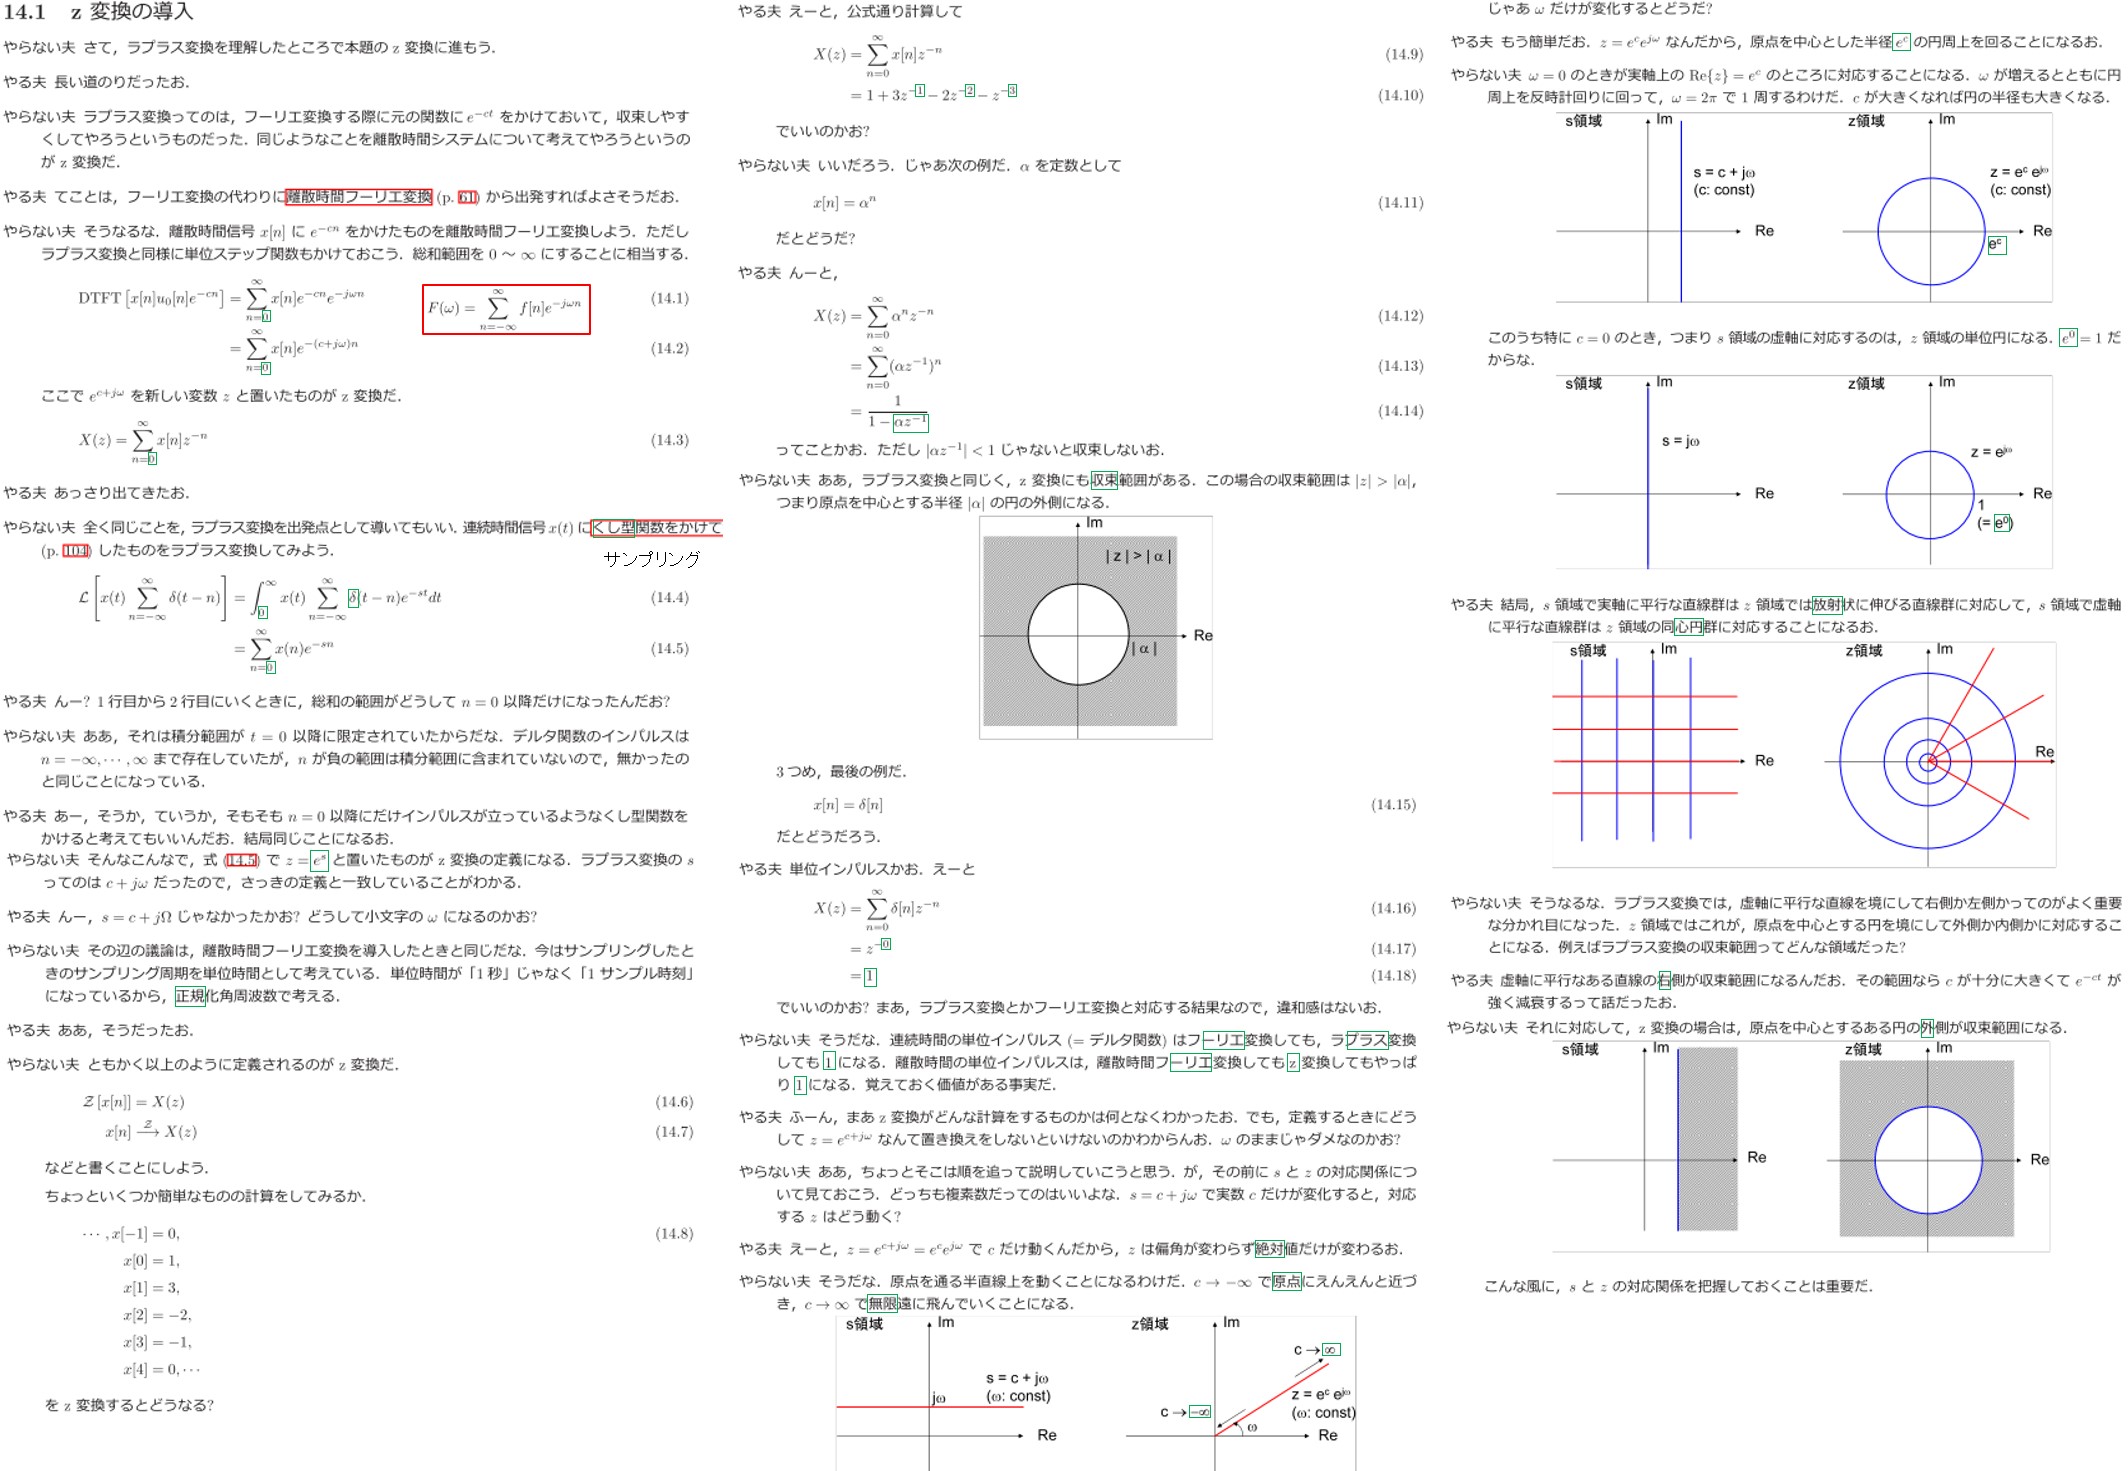 14.1 z 変換の導入
やらない夫 さて，ラプラス変換を理解したところで本題の z 変換に進もう．
やる夫 長い道のりだったお．
やらない夫 ラプラス変換ってのは，フーリエ変換する際に元の関数に e^{-ct} をかけておいて，収束しやす
くしてやろうというものだった．同じようなことを離散時間システムについて考えてやろうというの
が z 変換だ．
やる夫 てことは，フーリエ変換の代わりに離散時間フーリエ変換 (p. 61) から出発すればよさそうだお．
やらない夫 そうなるな．離散時間信号 x[n] に e^{-cn} をかけたものを離散時間フーリエ変換しよう．ただし
ラプラス変換と同様に単位ステップ関数もかけておこう．総和範囲を 0 〜 ∞ にすることに相当する．
DTFT [x[n]u_0[n]e^{-cn}] = \sum_{n=0}^{∞} x[n]e^{-cn}e^{-jωn} (14.1)
F(ω) = \sum_{n=-∞}^{∞} f[n]e^{-jωn}
= \sum_{n=0}^{∞} x[n]e^{-(c+jω)n} (14.2)
ここで e^{c+jω} を新しい変数 z と置いたものが z 変換だ．
X(z) = \sum_{n=0}^{∞} x[n]z^{-n} (14.3)
やる夫 あっさり出てきたお．
やらない夫 全く同じことを，ラプラス変換を出発点として導いてもいい．連続時間信号 x(t) にくし型関数をかけて
(p. 104) したものをラプラス変換してみよう．
サンプリング
ℒ [x(t) \sum_{n=-∞}^{∞} δ(t − n)] = \int_0^∞ x(t) \sum_{n=-∞}^{∞} δ(t − n)e^{-st}dt (14.4)
= \sum_{n=0}^{∞} x(n)e^{-sn} (14.5)
やる夫 んー? 1 行目から 2 行目にいくときに，総和の範囲がどうして n = 0 以降だけになったんだお?
やらない夫 ああ，それは積分範囲が t = 0 以降に限定されていたからだな．デルタ関数のインパルスは
n = −∞, ⋯ , ∞ まで存在していたが，n が負の範囲は積分範囲に含まれていないので，無かったの
と同じことになっている．
やる夫 あー，そうか，ていうか，そもそも n = 0 以降にだけインパルスが立っているようなくし型関数を
かけると考えてもいいんだお．結局同じことになるお．
やらない夫 そんなこんなで，式 (14.5) で z = e^s と置いたものが z 変換の定義になる．ラプラス変換の s
ってのは c + jω だったので，さっきの定義と一致していることがわかる．
やる夫 んー，s = c + jΩ じゃなかったかお? どうして小文字の ω になるのかお?
やらない夫 その辺の議論は，離散時間フーリエ変換を導入したときと同じだな．今はサンプリングしたと
きのサンプリング周期を単位時間として考えている．単位時間が「1 秒」じゃなく「1 サンプル時刻」
になっているから，正規化角周波数で考える．
やる夫 ああ，そうだったお．
やらない夫 ともかく以上のように定義されるのが z 変換だ．
𝒵 [x[n]] = X(z) (14.6)
x[n] \xrightarrow{𝒵} X(z) (14.7)
などと書くことにしよう．
ちょっといくつか簡単なものの計算をしてみるか．
⋯ , x[−1] = 0, (14.8)
x[0] = 1,
x[1] = 3,
x[2] = −2,
x[3] = −1,
x[4] = 0, ⋯
を z 変換するとどうなる?
やる夫 えーと，公式通り計算して
X(z) = \sum_{n=0}^{∞} x[n]z^{-n} (14.9)
= 1 + 3z^{-1} − 2z^{-2} − z^{-3} (14.10)
でいいのかお?
やらない夫 いいだろう．じゃあ次の例だ．α を定数として
x[n] = α^n (14.11)
だとどうだ?
やる夫 んーと，
X(z) = \sum_{n=0}^{∞} α^n z^{-n} (14.12)
= \sum_{n=0}^{∞} (αz^{-1})^n (14.13)
= \frac{1}{1 − αz^{-1}} (14.14)
ってことかお．ただし |αz^{-1}| < 1 じゃないと収束しないお．
やらない夫 ああ，ラプラス変換と同じく，z 変換にも収束範囲がある．この場合の収束範囲は |z| > |α|，
つまり原点を中心とする半径 |α| の円の外側になる．
Im
| z | > | α |
Re
| α |
3 つめ，最後の例だ．
x[n] = δ[n] (14.15)
だとどうだろう．
やる夫 単位インパルスかお．えーと
X(z) = \sum_{n=0}^{∞} δ[n]z^{-n} (14.16)
= z^{-0} (14.17)
= 1 (14.18)
でいいのかお? まあ，ラプラス変換とかフーリエ変換と対応する結果なので，違和感はないお．
やらない夫 そうだな．連続時間の単位インパルス (= デルタ関数) はフーリエ変換しても，ラプラス変換
しても 1 になる．離散時間の単位インパルスは，離散時間フーリエ変換しても z 変換してもやっぱ
り 1 になる．覚えておく価値がある事実だ．
やる夫 ふーん，まあ z 変換がどんな計算をするものかは何となくわかったお．でも，定義するときにどう
して z = e^{c+jω} なんて置き換えをしないといけないのかわからんお．ω のままじゃダメなのかお?
やらない夫 ああ，ちょっとそこは順を追って説明していこうと思う．が，その前に s と z の対応関係につ
いて見ておこう．どっちも複素数だってのはいいよな．s = c + jω で実数 c だけが変化すると，対応
する z はどう動く?
やる夫 えーと，z = e^{c+jω} = e^c e^{jω} で c だけ動くんだから，z は偏角が変わらず絶対値だけが変わるお．
やらない夫 そうだな．原点を通る半直線上を動くことになるわけだ．c → −∞ で原点にえんえんと近づ
き，c → ∞ で無限遠に飛んでいくことになる．
s領域 Im
s = c + jω
(ω: const)
jω
Re
z領域 Im
c → ∞
z = e^c e^{jω}
(ω: const)
c → −∞
ω
Re
じゃあ ω だけが変化するとどうだ?
やる夫 もう簡単だお．z = e^c e^{jω} なんだから，原点を中心とした半径 e^c の円周上を回ることになるお．
やらない夫 ω = 0 のときが実軸上の Re{z} = e^c のところに対応することになる．ω が増えるとともに円
周上を反時計回りに回って，ω = 2π で 1 周するわけだ．c が大きくなれば円の半径も大きくなる．
s領域 Im
s = c + jω
(c: const)
Re
z領域 Im
z = e^c e^{jω}
(c: const)
Re
e^c
このうち特に c = 0 のとき，つまり s 領域の虚軸に対応するのは，z 領域の単位円になる．e^0 = 1 だ
からな．
s領域 Im
s = jω
Re
z領域 Im
z = e^{jω}
Re
1
(= e^0)
やる夫 結局，s 領域で実軸に平行な直線群は z 領域では放射状に伸びる直線群に対応して，s 領域で虚軸
に平行な直線群は z 領域の同心円群に対応することになるお．
s領域 Im
Re
z領域 Im
Re
やらない夫 そうなるな．ラプラス変換では，虚軸に平行な直線を境にして右側か左側かってのがよく重要
な分かれ目になった．z 領域ではこれが，原点を中心とする円を境にして外側か内側かに対応するこ
とになる．例えばラプラス変換の収束範囲ってどんな領域だった?
やる夫 虚軸に平行なある直線の右側が収束範囲になるんだお．その範囲なら c が十分に大きくて e^{-ct} が
強く減衰するって話だったお．
やらない夫 それに対応して，z 変換の場合は，原点を中心とするある円の外側が収束範囲になる．
s領域 Im
Re
z領域 Im
Re
こんな風に，s と z の対応関係を把握しておくことは重要だ．